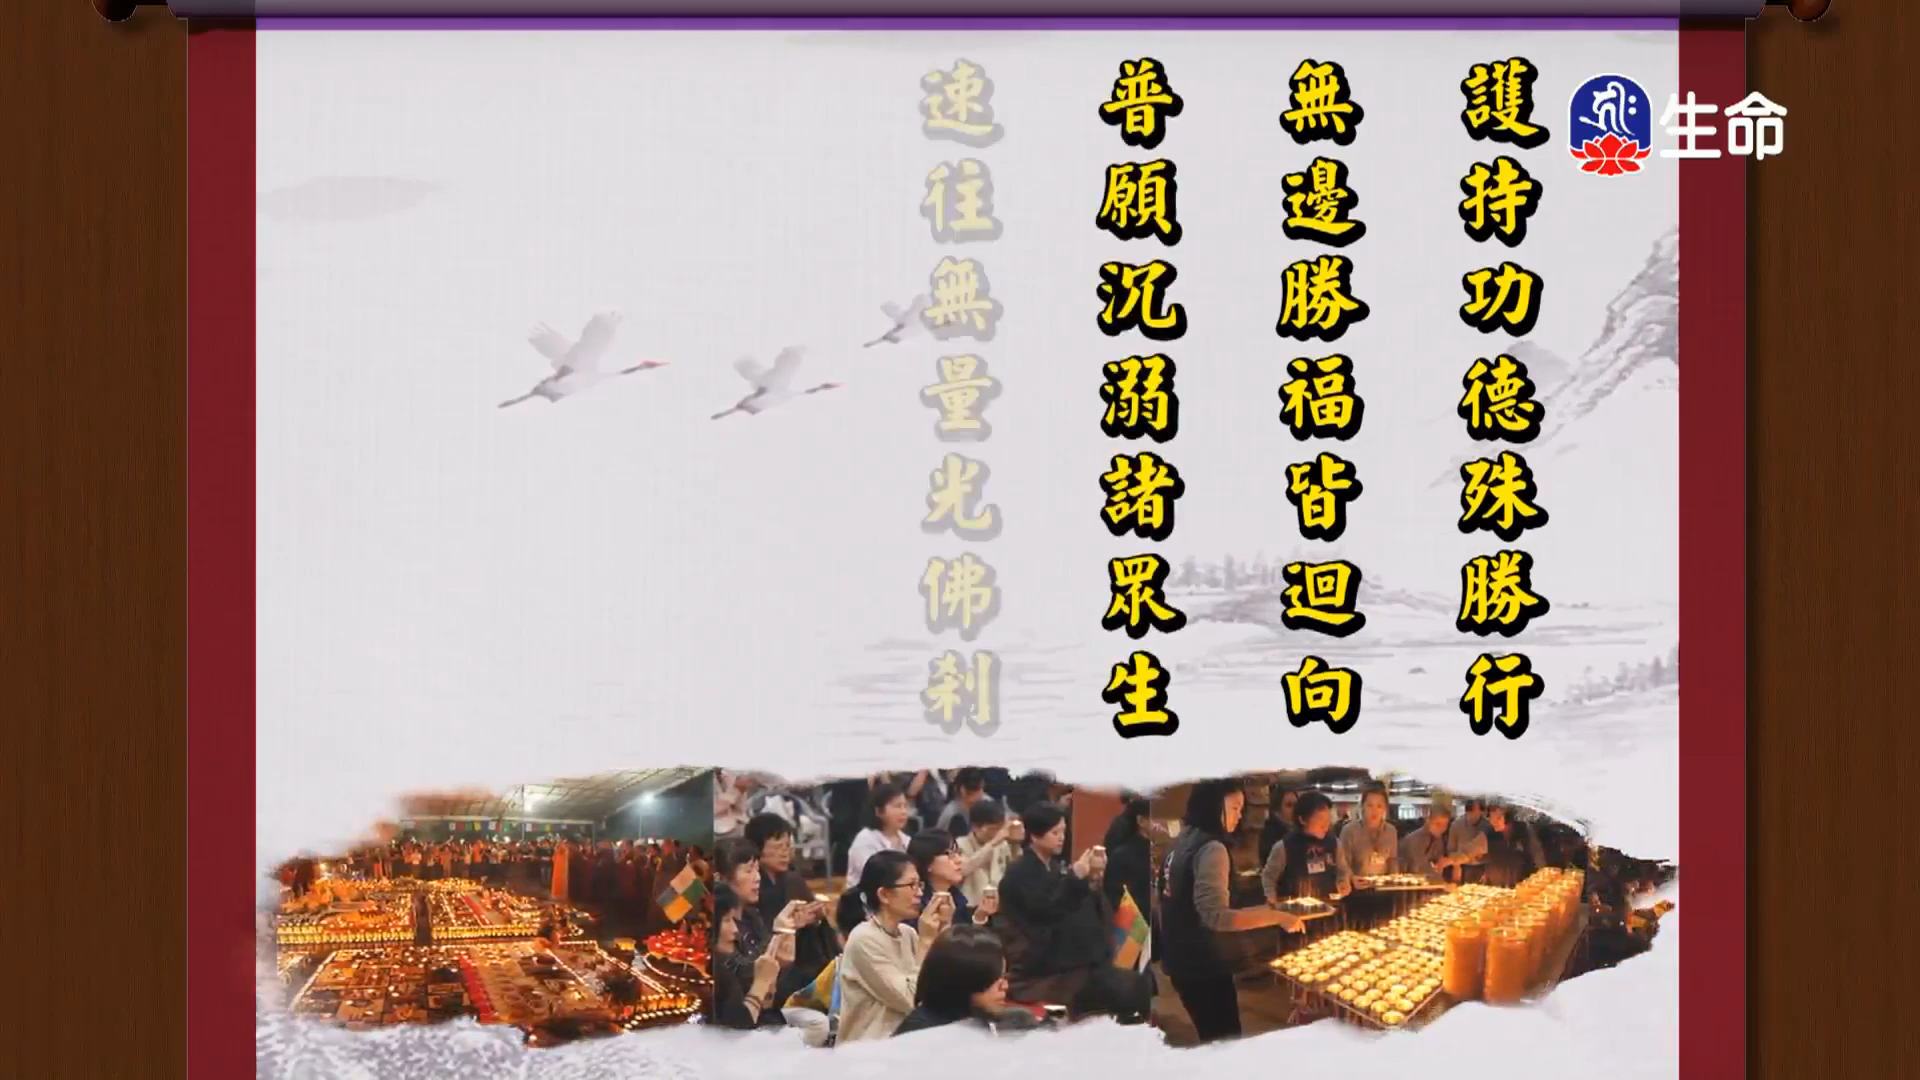 護持功德殊勝行
無邊勝福皆迴向
普願沉溺諸眾生
速往無量光佛剎
生命